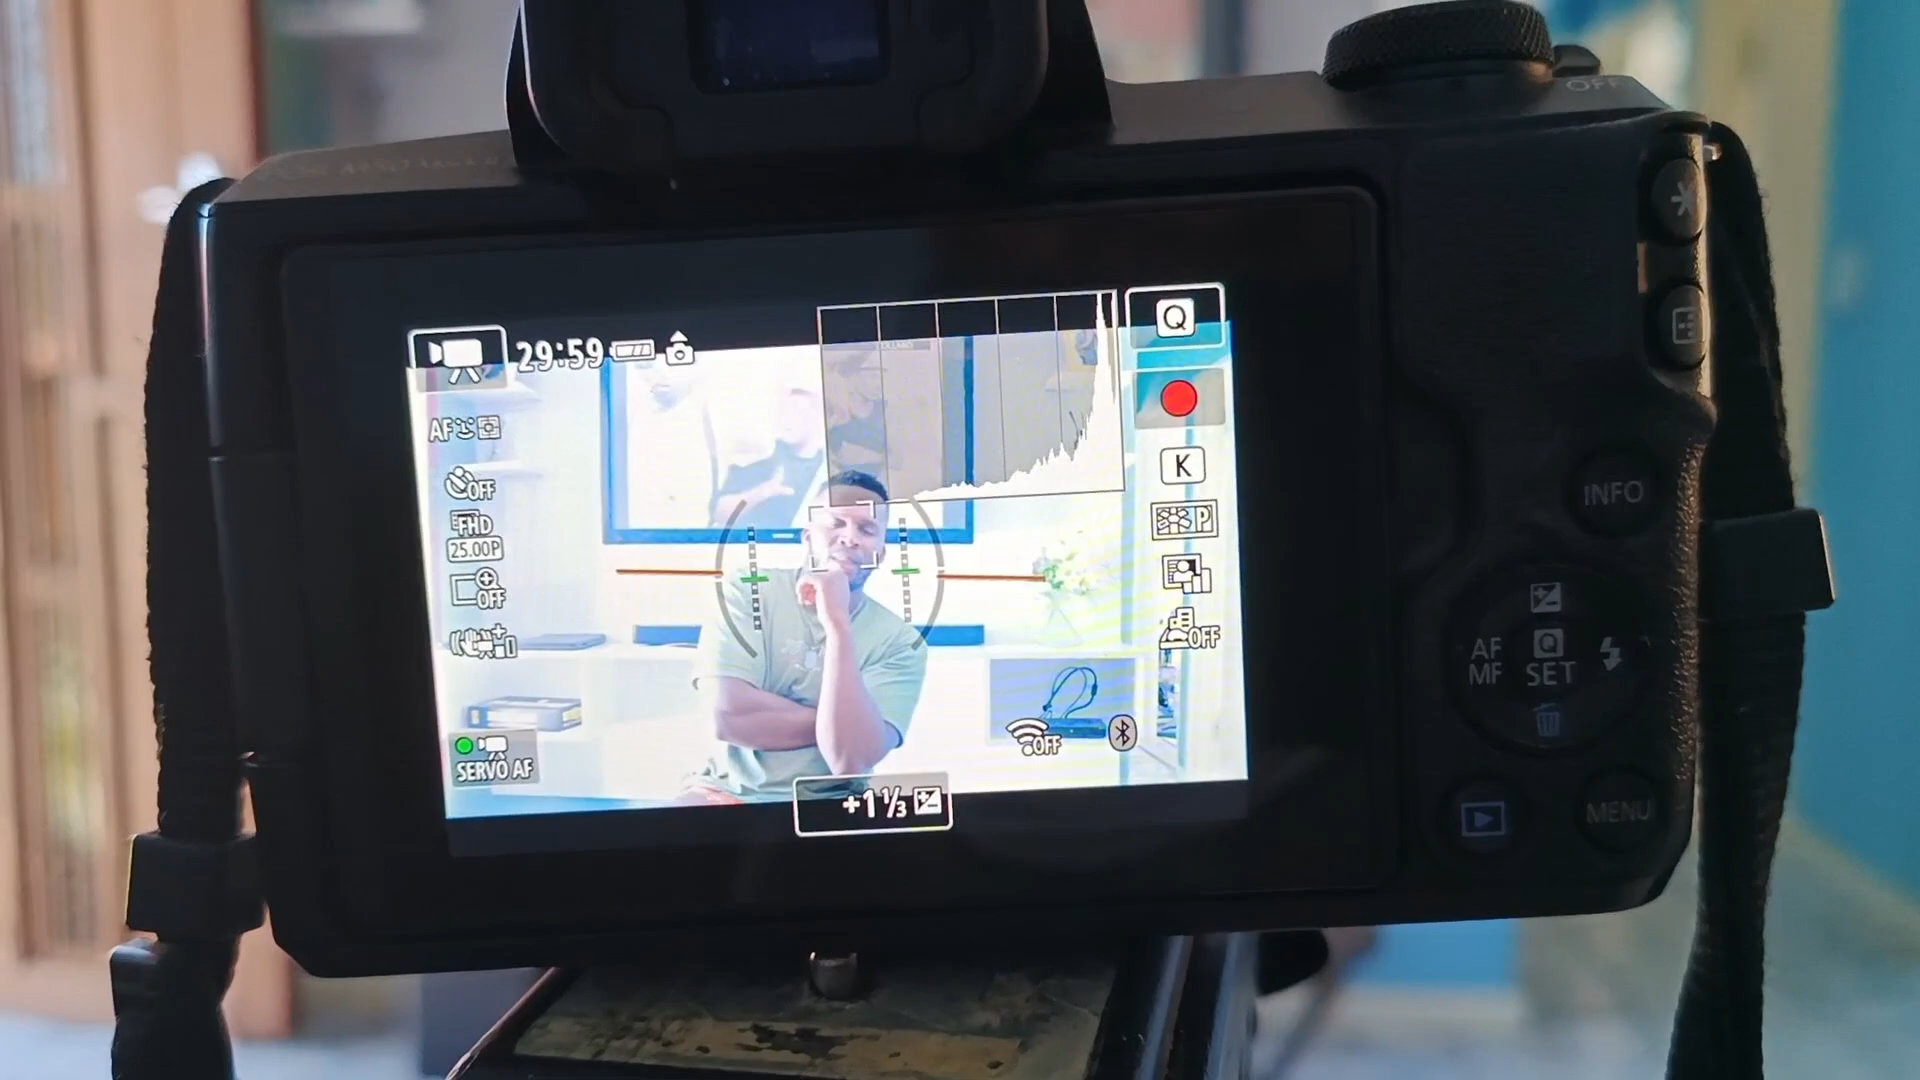 OFF
Q
29:59
AF
K
OFF
P
FHD
25.00P
OFF
OFF
OFF
SERVO AF
+1⅓
INFO
AF
MF
Q
SET
MENU